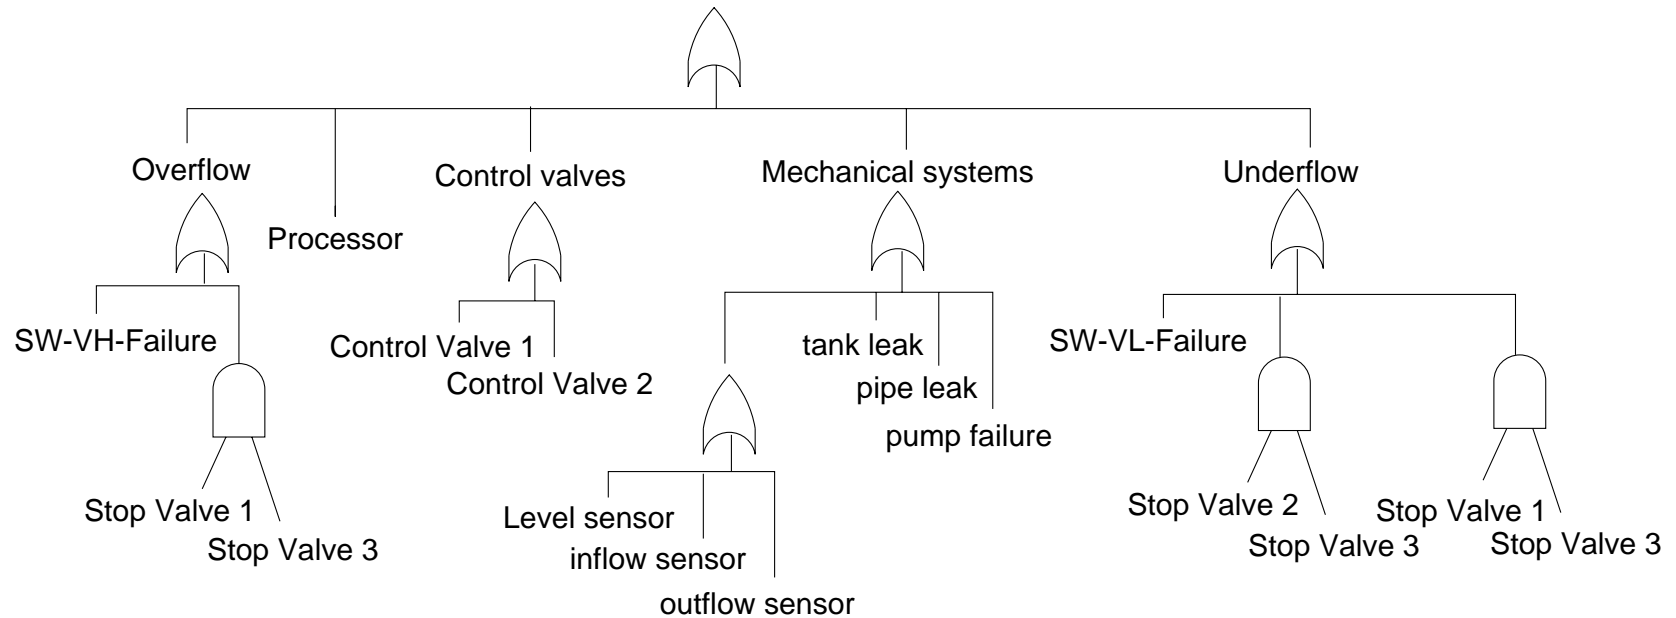 Overflow
Control valves
Mechanical systems
Underflow
Processor
SW-VH-Failure
Control Valve 1
Control Valve 2
tank leak
pipe leak
pump failure
SW-VL-Failure
Stop Valve 1
Stop Valve 3
Level sensor
inflow sensor
outflow sensor
Stop Valve 2
Stop Valve 3
Stop Valve 1
Stop Valve 3